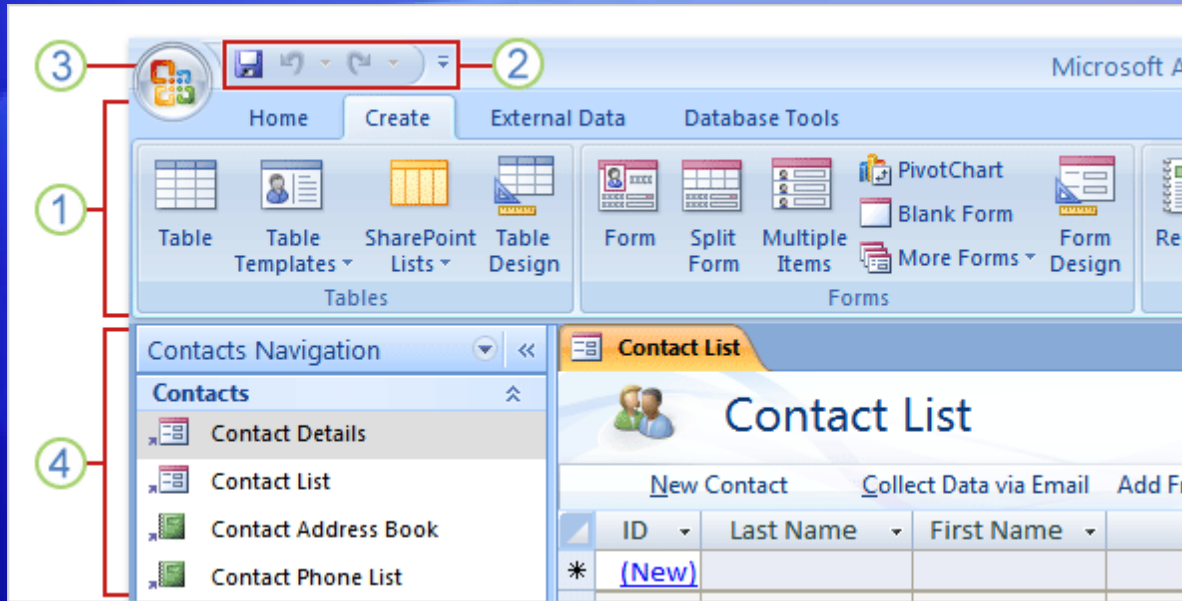 3
2
Microsoft A
Home Create External Data Database Tools
1
Table
Table Templates
SharePoint Lists
Table Design
Form
Split Form
Multiple Items
PivotChart
Blank Form
More Forms
Form Design
Re
Tables
Forms
Contacts Navigation
Contacts
4
Contact Details
Contact List
Contact Address Book
Contact Phone List
Contact List
Contact List
New Contact Collect Data via Email Add Fr
ID Last Name First Name
(New)